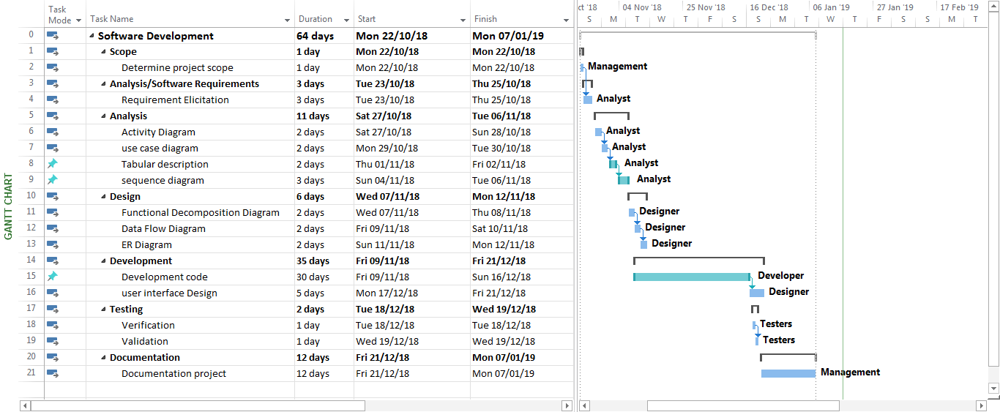 GANTT CHART
Task Mode Task Name Duration Start Finish
0 Software Development 64 days Mon 22/10/18 Mon 07/01/19
1 Scope 1 day Mon 22/10/18 Mon 22/10/18
2 Determine project scope 1 day Mon 22/10/18 Mon 22/10/18
3 Analysis/Software Requirements 3 days Tue 23/10/18 Thu 25/10/18
4 Requirement Elicitation 3 days Tue 23/10/18 Thu 25/10/18
5 Analysis 11 days Sat 27/10/18 Tue 06/11/18
6 Activity Diagram 2 days Sat 27/10/18 Sun 28/10/18
7 use case diagram 2 days Mon 29/10/18 Tue 30/10/18
8 Tabular description 2 days Thu 01/11/18 Fri 02/11/18
9 sequence diagram 3 days Sun 04/11/18 Tue 06/11/18
10 Design 6 days Wed 07/11/18 Mon 12/11/18
11 Functional Decomposition Diagram 2 days Wed 07/11/18 Thu 08/11/18
12 Data Flow Diagram 2 days Fri 09/11/18 Sat 10/11/18
13 ER Diagram 2 days Sun 11/11/18 Mon 12/11/18
14 Development 35 days Fri 09/11/18 Fri 21/12/18
15 Development code 30 days Fri 09/11/18 Sun 16/12/18
16 user interface Design 5 days Mon 17/12/18 Fri 21/12/18
17 Testing 2 days Tue 18/12/18 Wed 19/12/18
18 Verification 1 day Tue 18/12/18 Tue 18/12/18
19 Validation 1 day Wed 19/12/18 Wed 19/12/18
20 Documentation 12 days Fri 21/12/18 Mon 07/01/19
21 Documentation project 12 days Fri 21/12/18 Mon 07/01/19
ct '18 04 Nov '18 25 Nov '18 16 Dec '18 06 Jan '19 27 Jan '19 17 Feb '19
S M T W T F S S M T W T F S S M T
Management
Analyst
Analyst
Analyst
Analyst
Analyst
Designer
Designer
Designer
Developer
Designer
Testers
Testers
Management